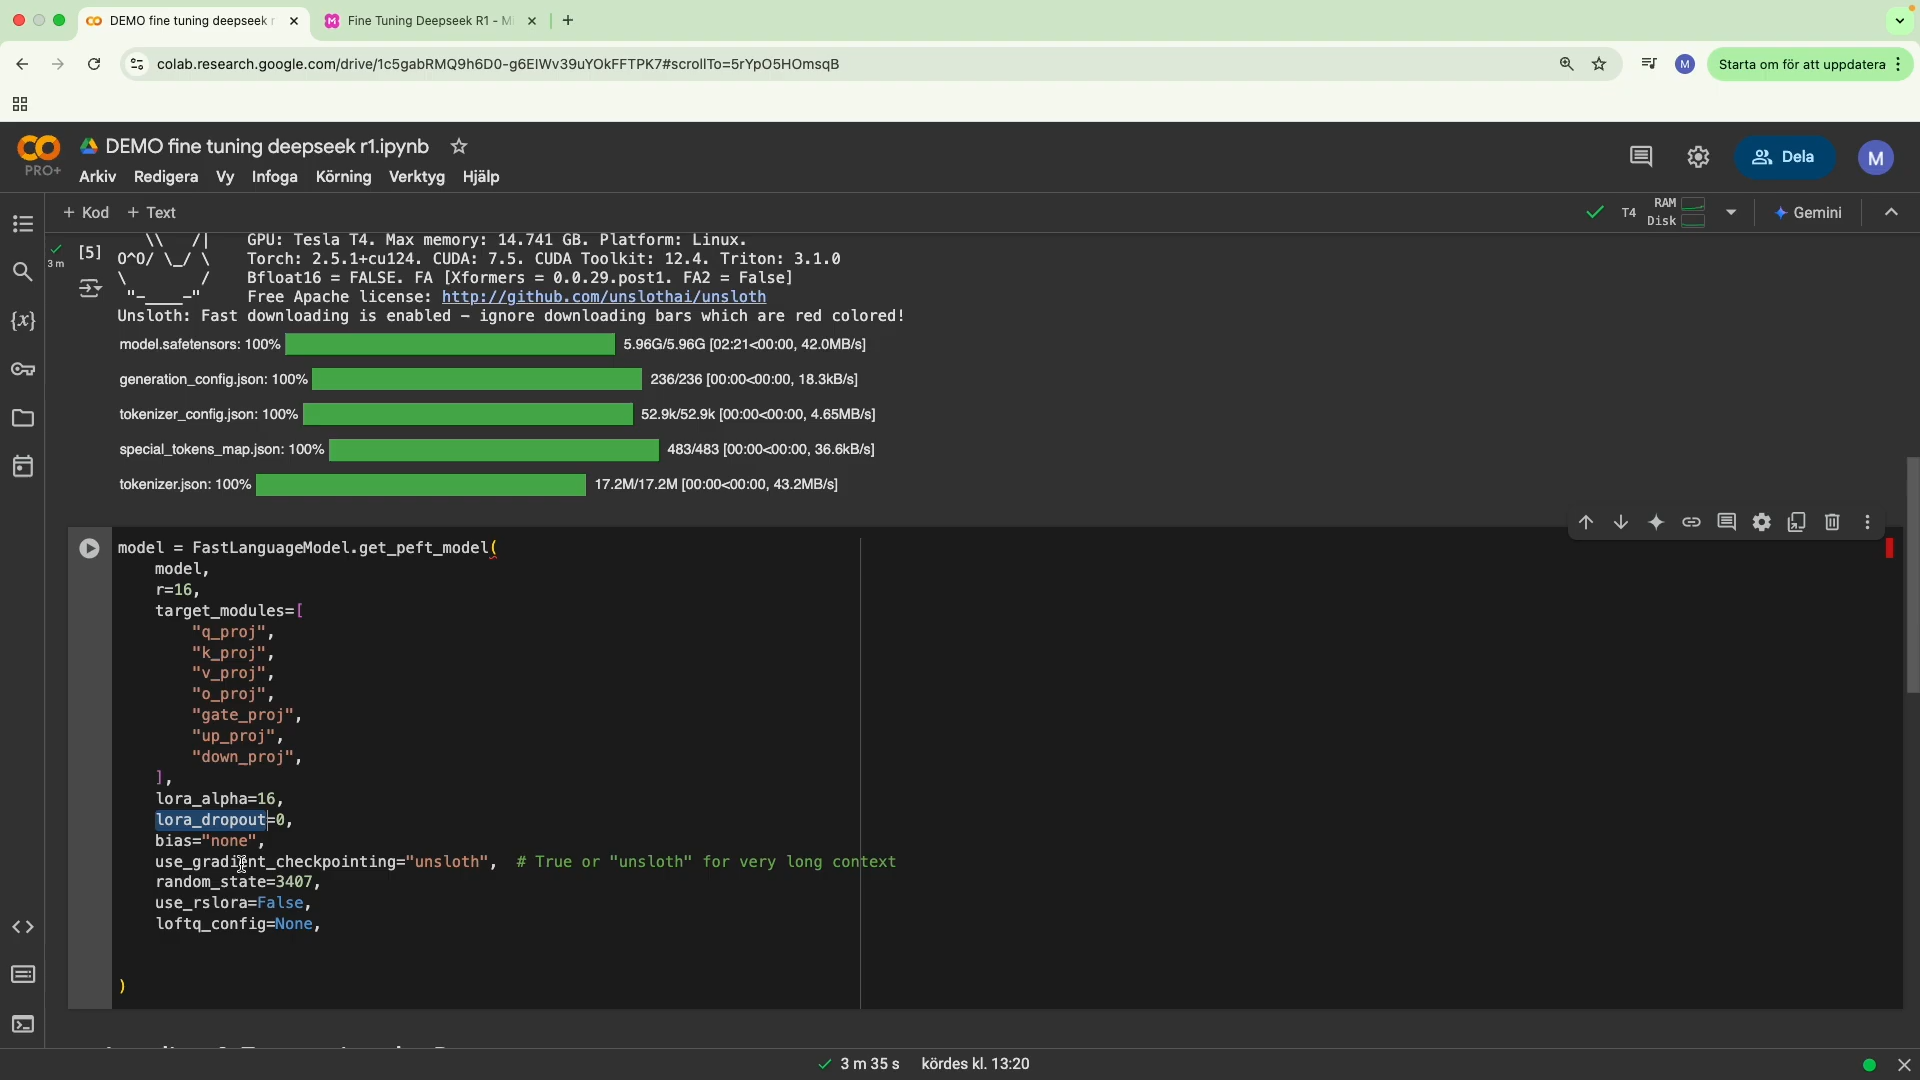 DEMO fine tuning deepseek r
Fine Tuning Deepseek R1 - Mi
colab.research.google.com/drive/1c5gabRMQ9h6D0-g6EIWv39uYOkFFTPK7#scrollTo=5rYpO5HOmsqB
M
Starta om för att uppdatera
PRO+
DEMO fine tuning deepseek r1.ipynb
Arkiv Redigera Vy Infoga Körning Verktyg Hjälp
Dela
M
+ Kod + Text
T4
RAM
Disk
Gemini
3 m
[5]
\\ /| GPU: Tesla T4. Max memory: 14.741 GB. Platform: Linux.
O^O/ \_/ \ Torch: 2.5.1+cu124. CUDA: 7.5. CUDA Toolkit: 12.4. Triton: 3.1.0
\ / Bfloat16 = FALSE. FA [Xformers = 0.0.29.post1. FA2 = False]
"-____-" Free Apache license: http://github.com/unslothai/unsloth
Unsloth: Fast downloading is enabled - ignore downloading bars which are red colored!
model.safetensors: 100% 5.96G/5.96G [02:21<00:00, 42.0MB/s]
generation_config.json: 100% 236/236 [00:00<00:00, 18.3kB/s]
tokenizer_config.json: 100% 52.9k/52.9k [00:00<00:00, 4.65MB/s]
special_tokens_map.json: 100% 483/483 [00:00<00:00, 36.6kB/s]
tokenizer.json: 100% 17.2M/17.2M [00:00<00:00, 43.2MB/s]
model = FastLanguageModel.get_peft_model(
model,
r=16,
target_modules=[
"q_proj",
"k_proj",
"v_proj",
"o_proj",
"gate_proj",
"up_proj",
"down_proj",
],
lora_alpha=16,
lora_dropout=0,
bias="none",
use_gradient_checkpointing="unsloth", # True or "unsloth" for very long context
random_state=3407,
use_rslora=False,
loftq_config=None,
)
3 m 35 s kördes kl. 13:20